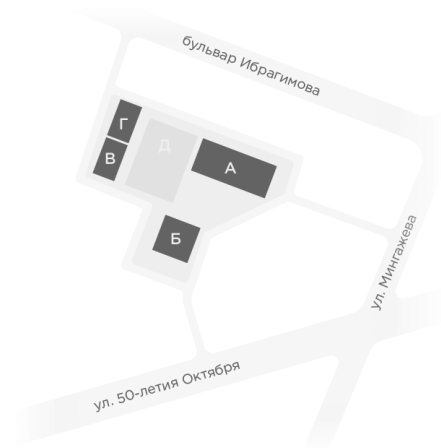 бульвар Ибрагимова
Г
Д
В
А
Б
ул. Мингажева
ул. 50-летия Октября